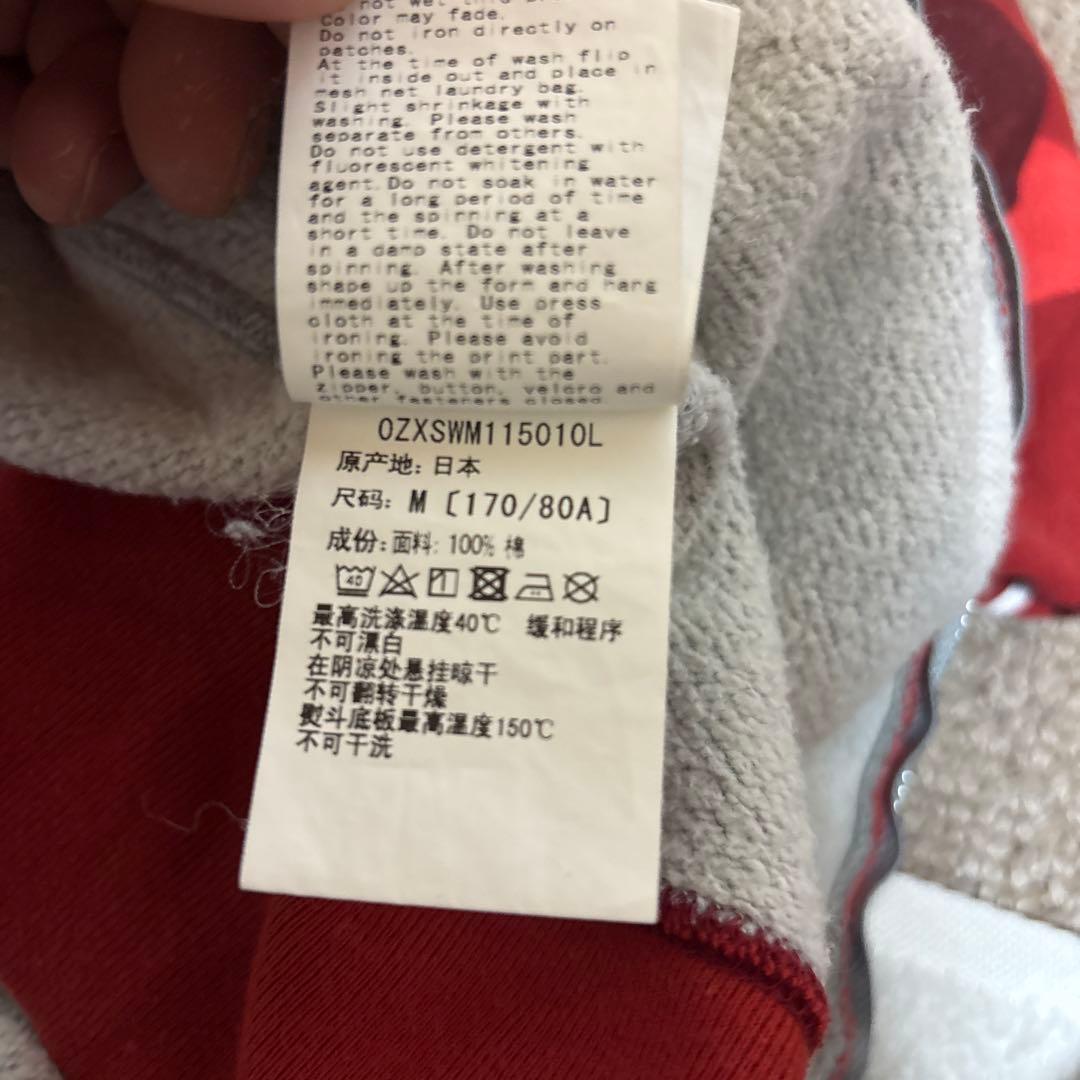 Color may fade.
Do not iron directly on
patches.
At the time of wash flip
it inside out and place in
mesh net laundry bag.
Slight shrinkage with
washing. Please wash
separate from others.
Do not use detergent with
fluorescent whitening
agent.Do not soak in water
for a long period of time
and the spinning at a
short time. Do not leave
in a damp state after
spinning. After washing
shape up the form and hang
immediately. Use press
cloth at the time of
ironing. Please avoid
ironing the print part.
Please wash with the
zipper, button, velcro and
other fasteners closed.
0ZXSWM115010L
原产地: 日本
尺码: M〔170/80A〕
成份:面料: 100% 棉
40
最高洗涤温度40℃ 缓和程序
不可漂白
在阴凉处悬挂晾干
不可翻转干燥
熨斗底板最高温度150℃
不可干洗